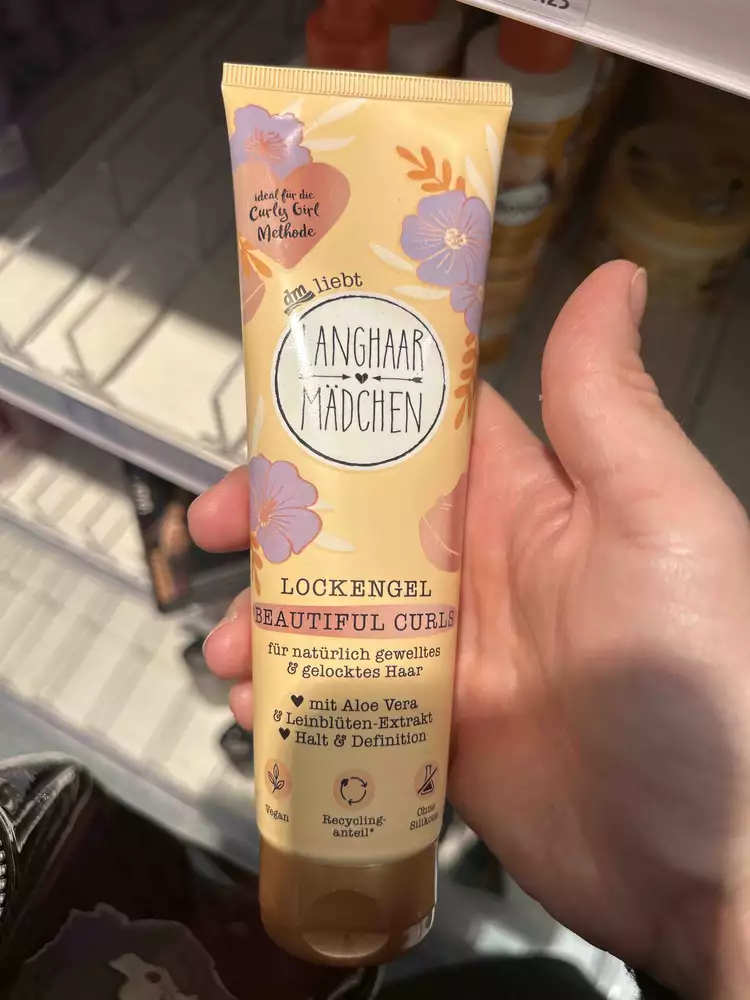 ideal für die
Curly Girl
Methode
dm liebt
LANGHAAR
MÄDCHEN
LOCKENGEL
BEAUTIFUL CURLS
für natürlich gewelltes
& gelocktes Haar
♥ mit Aloe Vera
& Leinblüten-Extrakt
♥ Halt & Definition
Vegan
Recycling-
anteil*
Ohne
Silikone